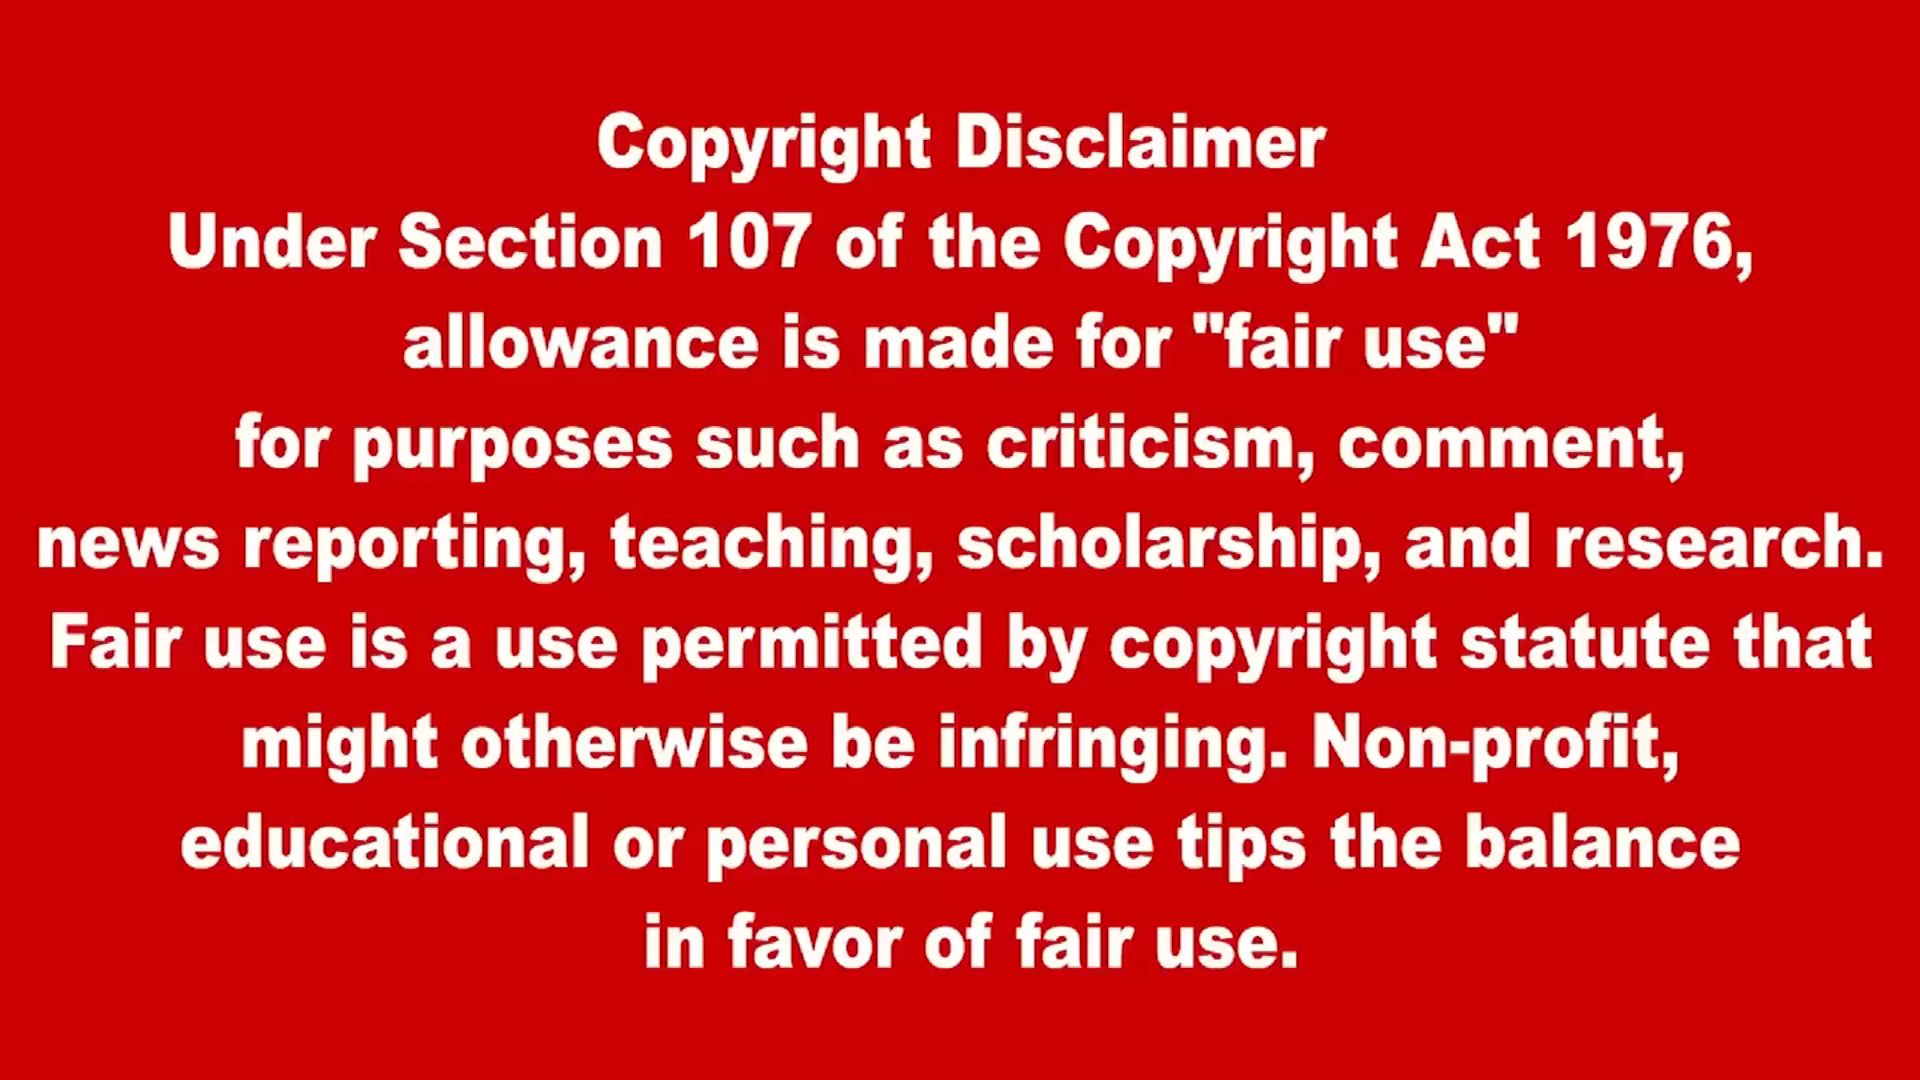 Copyright Disclaimer
Under Section 107 of the Copyright Act 1976,
allowance is made for "fair use"
for purposes such as criticism, comment,
news reporting, teaching, scholarship, and research.
Fair use is a use permitted by copyright statute that
might otherwise be infringing. Non-profit,
educational or personal use tips the balance
in favor of fair use.